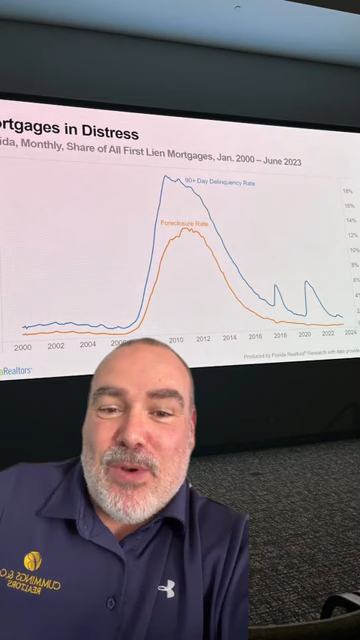 ortgages in Distress
ida, Monthly, Share of All First Lien Mortgages, Jan. 2000 – June 2023
90+ Day Delinquency Rate
Foreclosure Rate
18%
16%
14%
12%
10%
8%
6%
2000 2002 2004 2010 2012 2014 2016 2018 2020 2022 2024
Produced by Florida Realtors® Research with data provide
aRealtors
CUMMINGS & CO
REALTORS